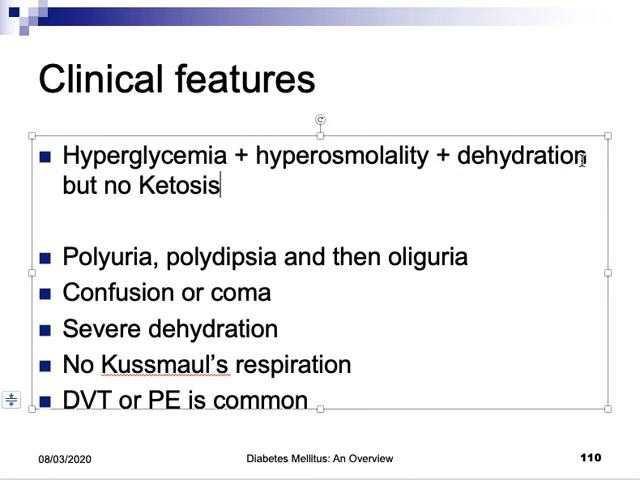 Clinical features
Hyperglycemia + hyperosmolality + dehydration
but no Ketosis
Polyuria, polydipsia and then oliguria
Confusion or coma
Severe dehydration
No Kussmaul's respiration
DVT or PE is common
08/03/2020
Diabetes Mellitus: An Overview
110